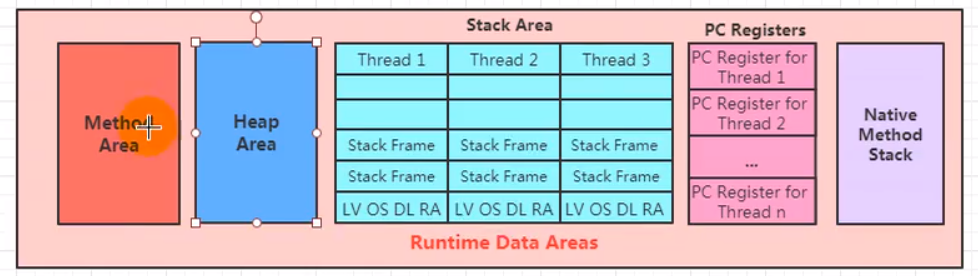 Stack Area
PC Registers
Method
Area
Heap
Area
Thread 1
Thread 2
Thread 3
Stack Frame
Stack Frame
Stack Frame
Stack Frame
Stack Frame
Stack Frame
LV OS DL RA
LV OS DL RA
LV OS DL RA
PC Register for
Thread 1
PC Register for
Thread 2
...
PC Register for
Thread n
Native
Method
Stack
Runtime Data Areas